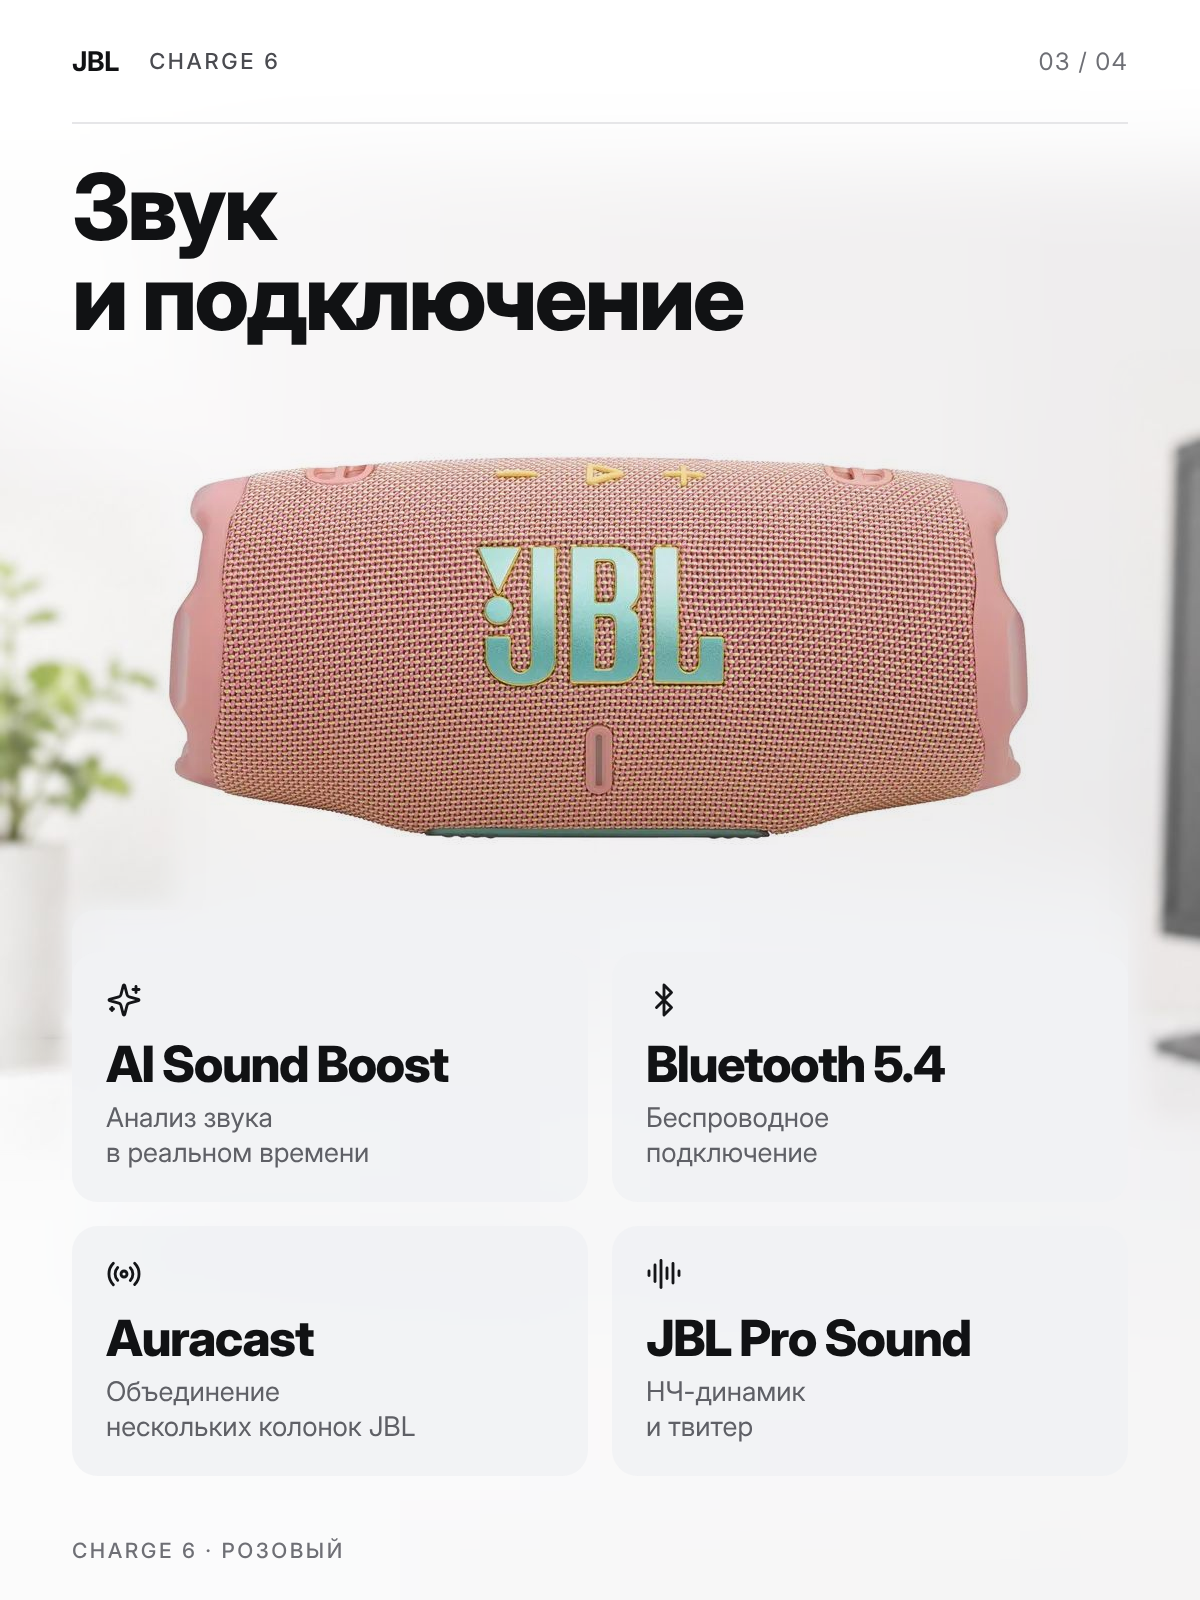 JBL CHARGE 6
03 / 04
Звук
и подключение
JBL
AI Sound Boost
Анализ звука
в реальном времени
Bluetooth 5.4
Беспроводное
подключение
Auracast
Объединение
нескольких колонок JBL
JBL Pro Sound
НЧ-динамик
и твитер
CHARGE 6 · РОЗОВЫЙ